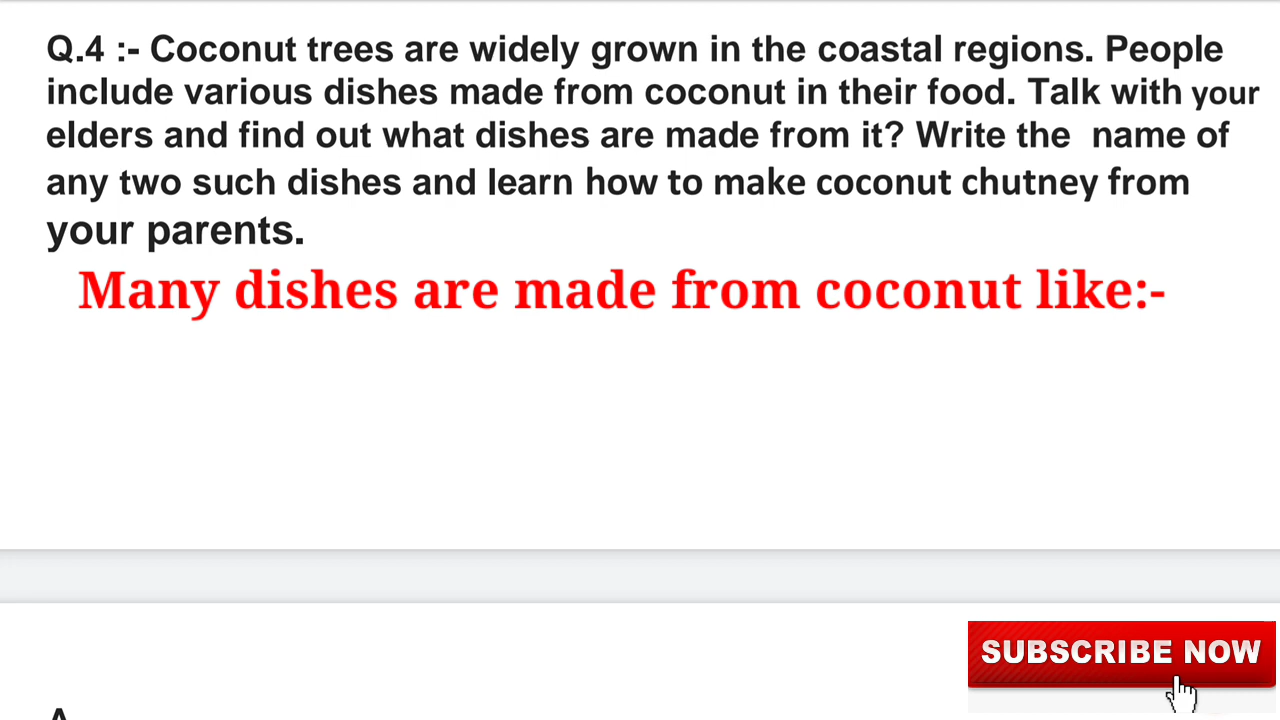 Q.4 :- Coconut trees are widely grown in the coastal regions. People
include various dishes made from coconut in their food. Talk with your
elders and find out what dishes are made from it? Write the name of
any two such dishes and learn how to make coconut chutney from
your parents.
Many dishes are made from coconut like:-
SUBSCRIBE NOW